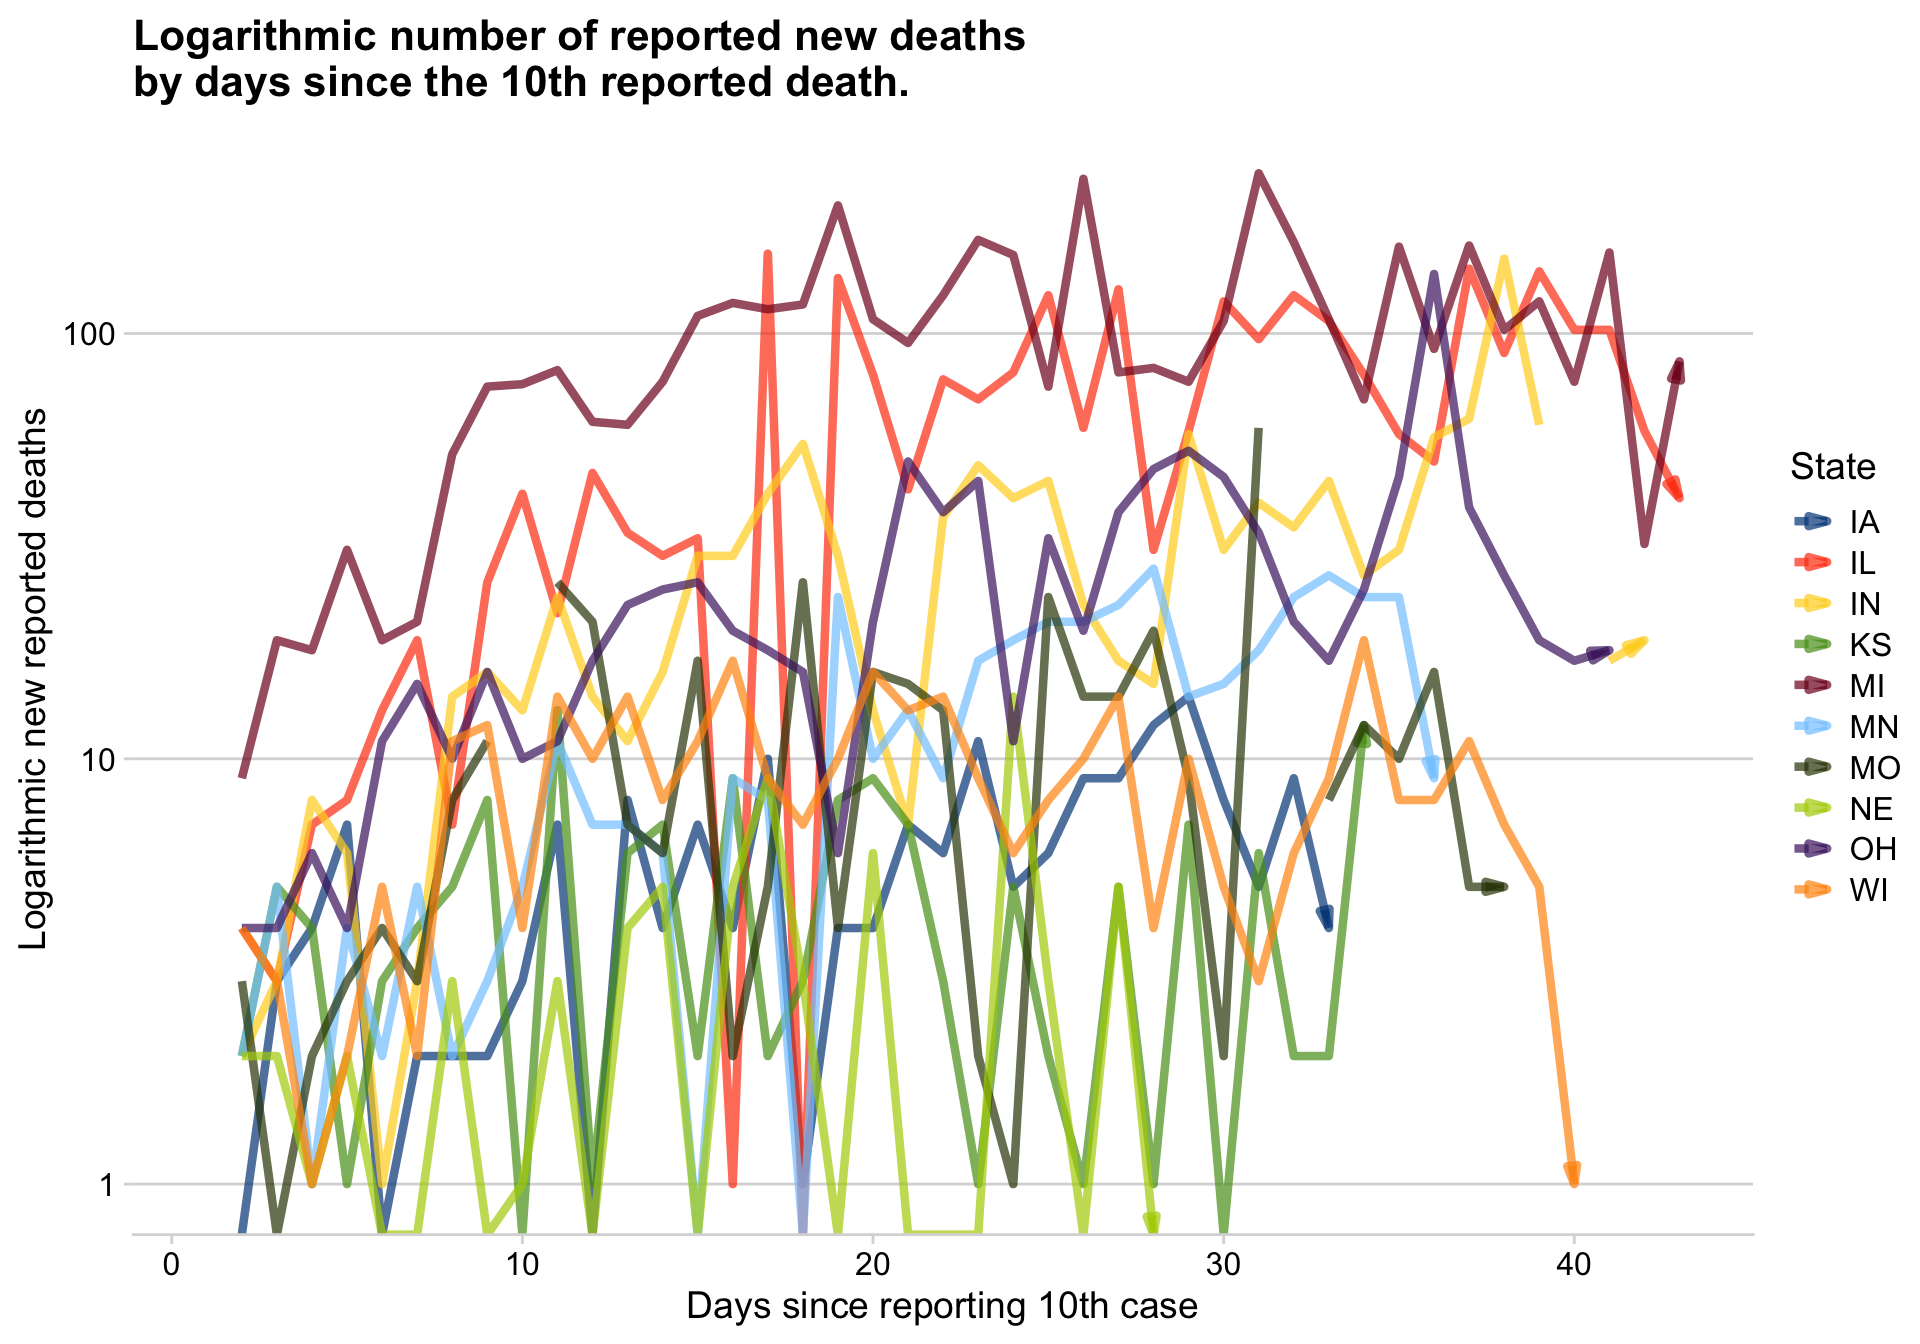 Logarithmic number of reported new deaths
by days since the 10th reported death.
Logarithmic new reported deaths
100
10
1
0
10
20
30
40
Days since reporting 10th case
State
IA
IL
IN
KS
MI
MN
MO
NE
OH
WI